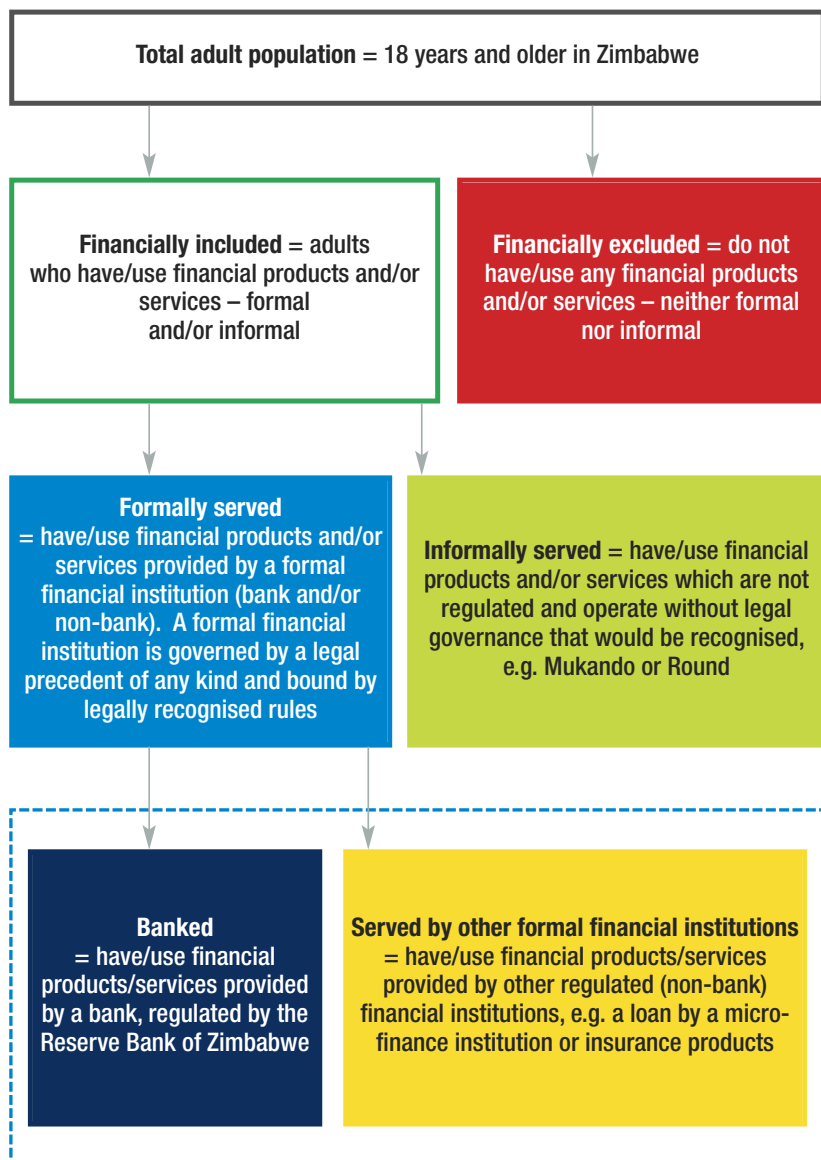 Total adult population = 18 years and older in Zimbabwe
Financially included = adults
who have/use financial products and/or
services – formal
and/or informal
Financially excluded = do not
have/use any financial products
and/or services – neither formal
nor informal
Formally served
= have/use financial products and/or
services provided by a formal
financial institution (bank and/or
non-bank). A formal financial
institution is governed by a legal
precedent of any kind and bound by
legally recognised rules
Informally served = have/use financial
products and/or services which are not
regulated and operate without legal
governance that would be recognised,
e.g. Mukando or Round
Banked
= have/use financial
products/services provided
by a bank, regulated by the
Reserve Bank of Zimbabwe
Served by other formal financial institutions
= have/use financial products/services
provided by other regulated (non-bank)
financial institutions, e.g. a loan by a micro-
finance institution or insurance products